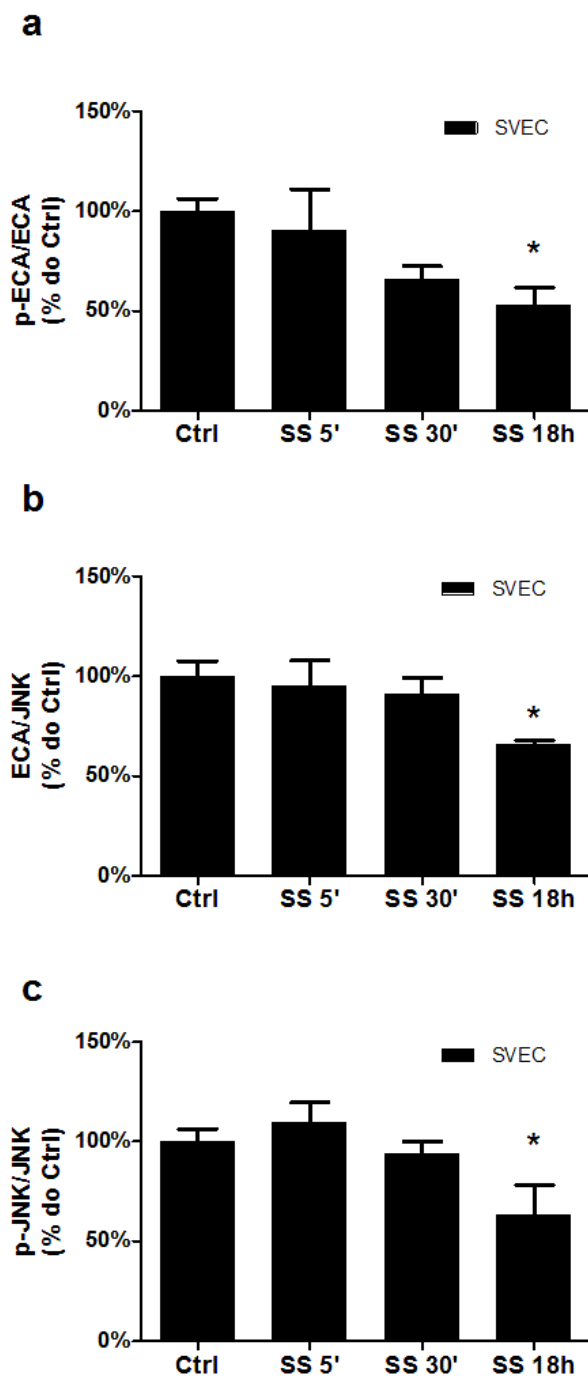 a
150%
SVEC
100%
*
50%
0%
p-ECA/ECA
(% do Ctrl)
Ctrl SS 5' SS 30' SS 18h
b
150%
SVEC
100%
*
50%
0%
ECA/JNK
(% do Ctrl)
Ctrl SS 5' SS 30' SS 18h
c
150%
SVEC
100%
*
50%
0%
p-JNK/JNK
(% do Ctrl)
Ctrl SS 5' SS 30' SS 18h